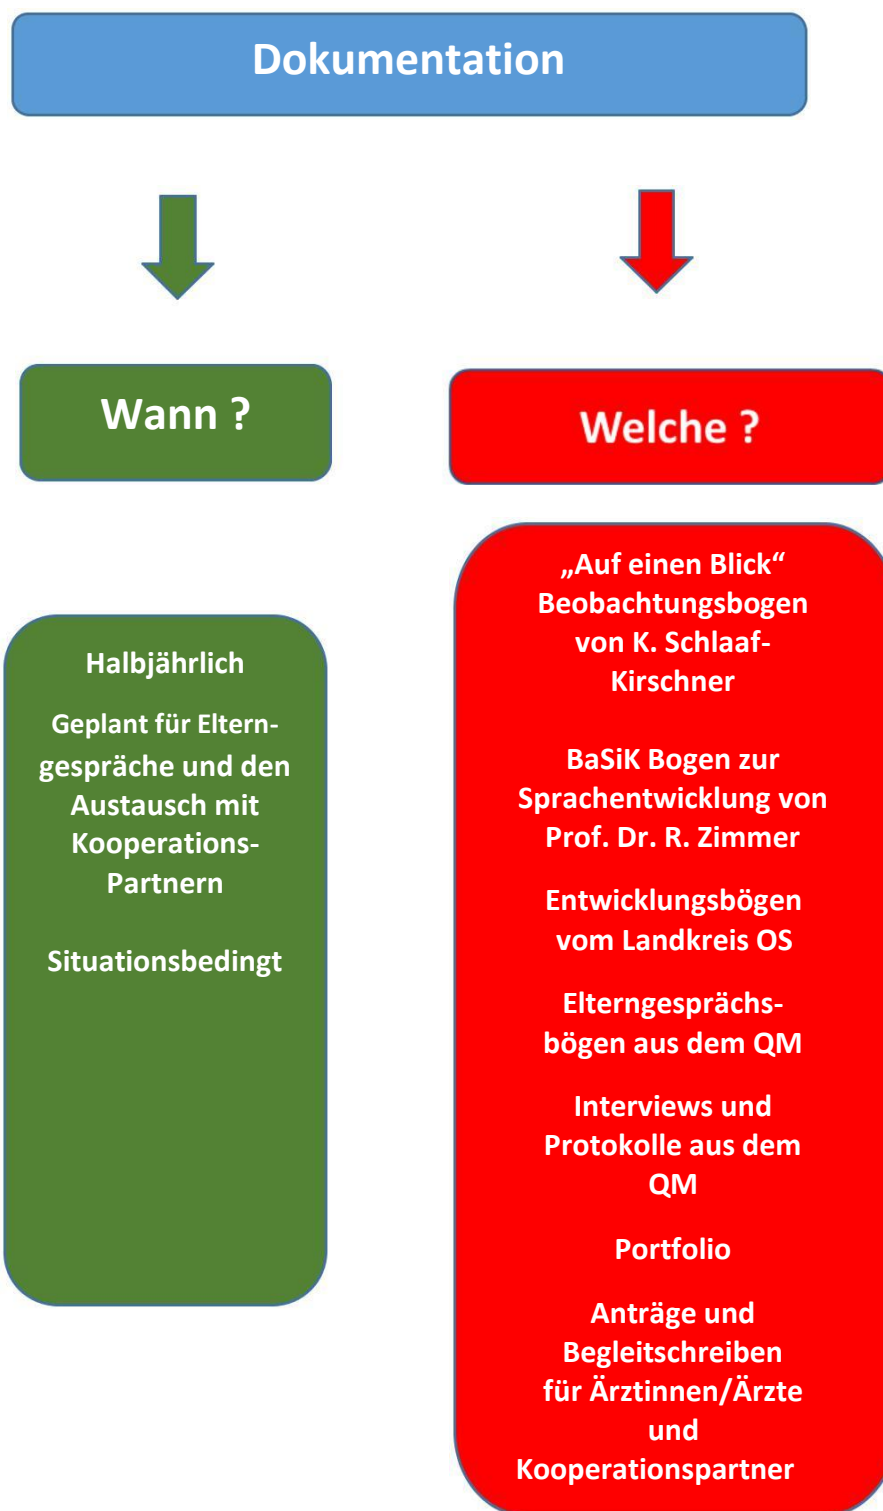 Dokumentation
Wann ?
Halbjährlich
Geplant für Eltern-
gespräche und den
Austausch mit
Kooperations-
Partnern
Situationsbedingt
Welche ?
„Auf einen Blick“
Beobachtungsbogen
von K. Schlaaf-
Kirschner
BaSiK Bogen zur
Sprachentwicklung von
Prof. Dr. R. Zimmer
Entwicklungsbögen
vom Landkreis OS
Elterngesprächs-
bögen aus dem QM
Interviews und
Protokolle aus dem
QM
Portfolio
Anträge und
Begleitschreiben
für Ärztinnen/Ärzte
und
Kooperationspartner